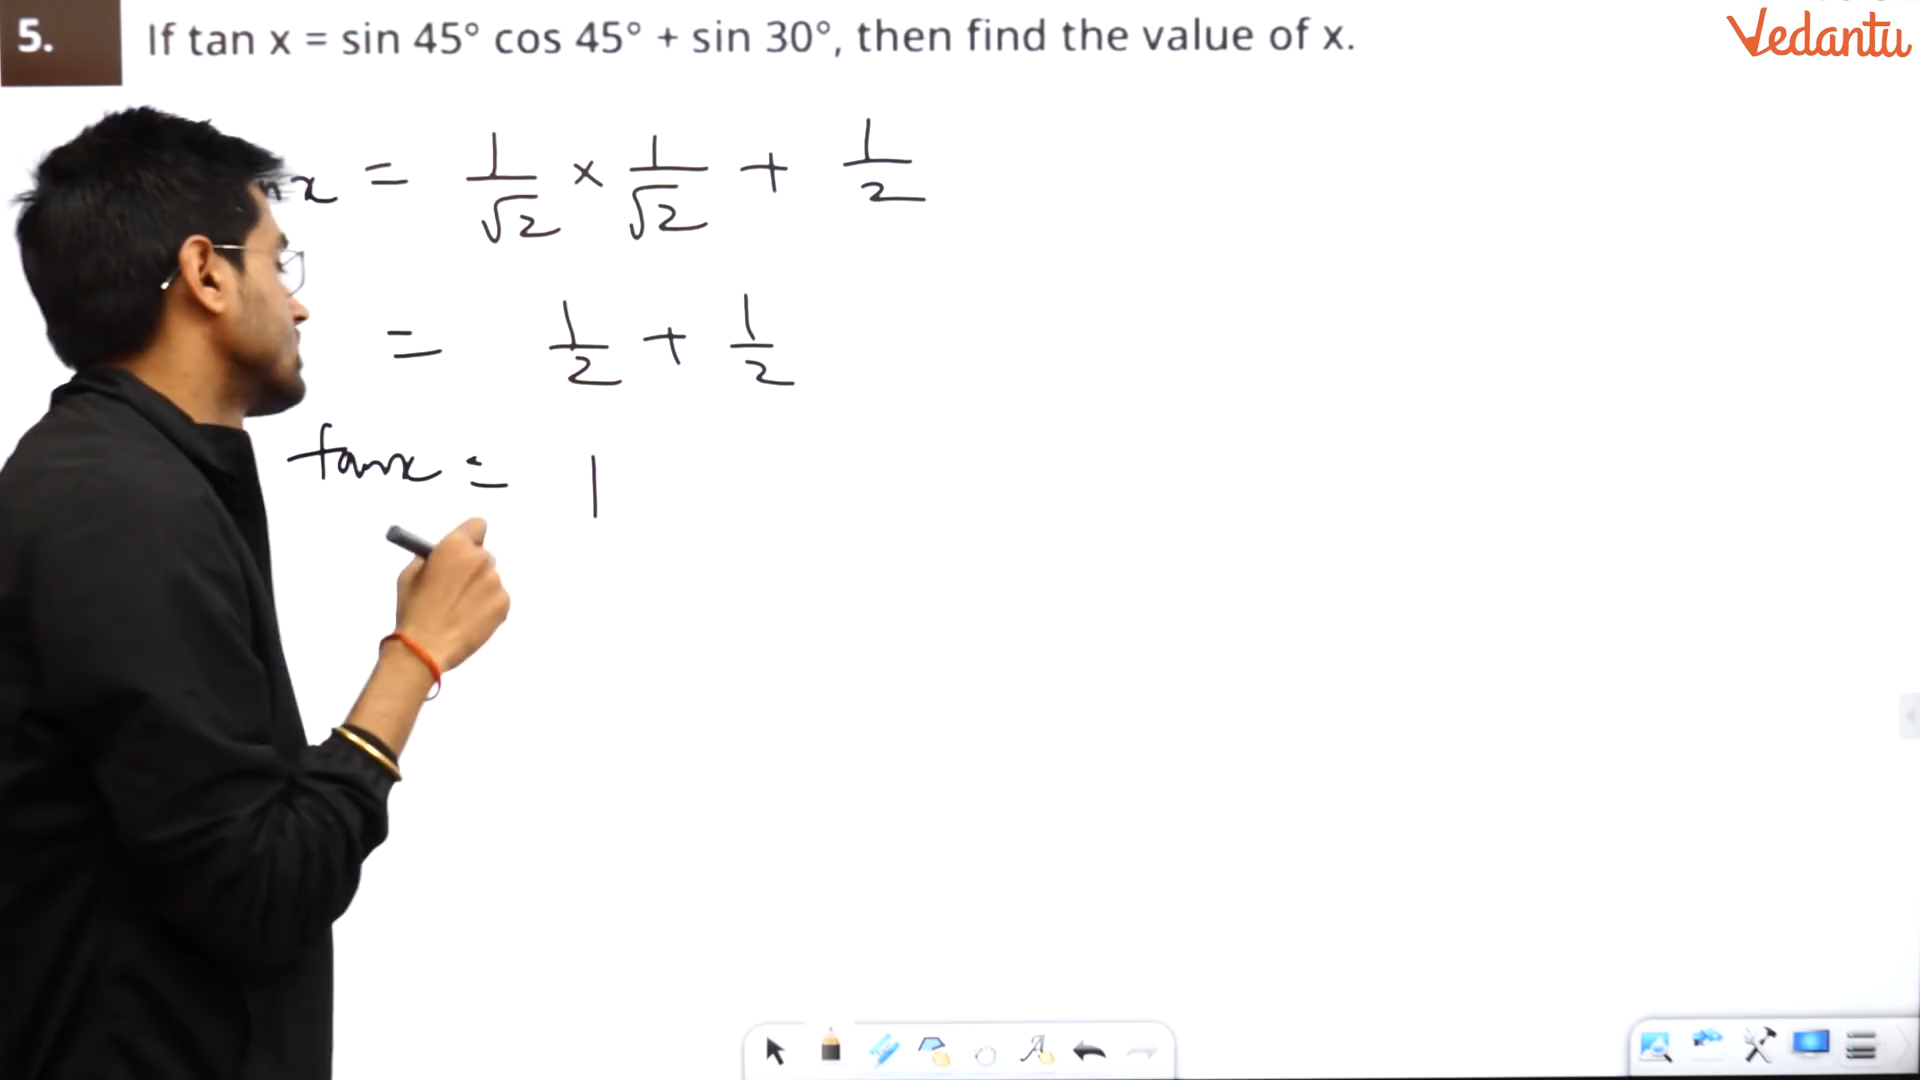 5. If tan x = sin 45° cos 45° + sin 30°, then find the value of x.
Vedantu
x = 1/√2 × 1/√2 + 1/2
= 1/2 + 1/2
tanx = 1